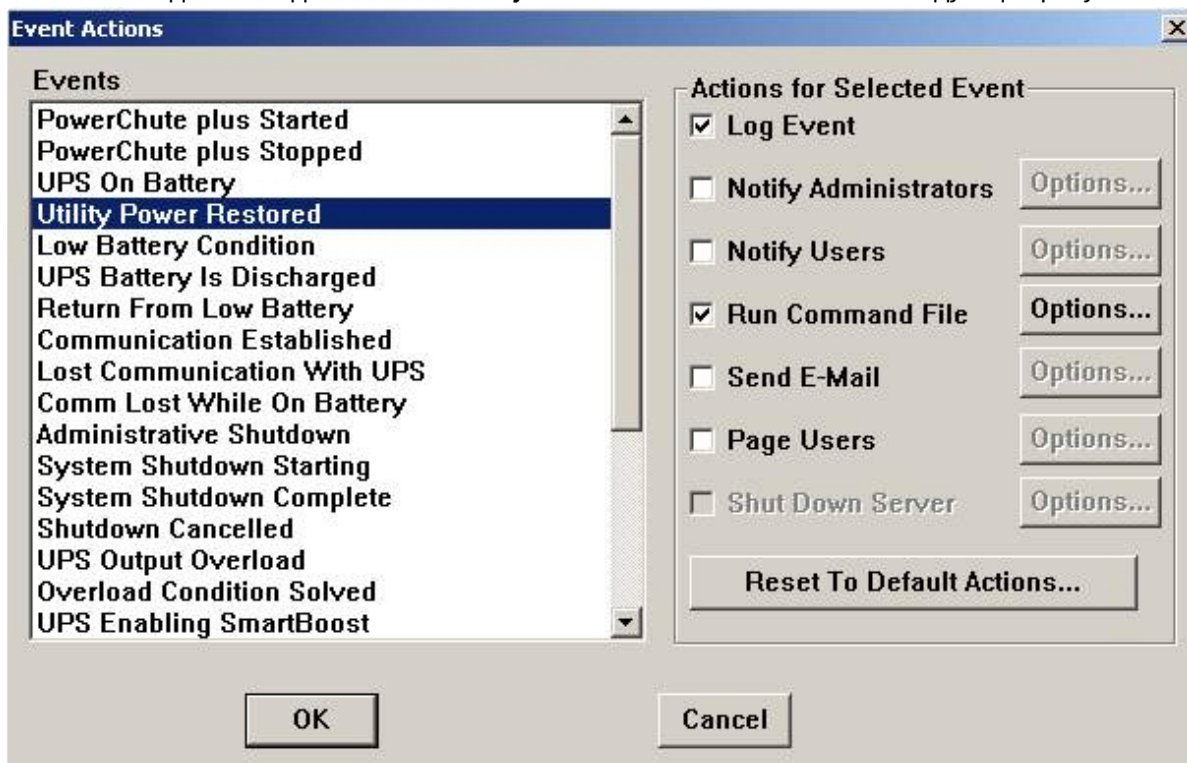 Event Actions
Events
PowerChute plus Started
PowerChute plus Stopped
UPS On Battery
Utility Power Restored
Low Battery Condition
UPS Battery Is Discharged
Return From Low Battery
Communication Established
Lost Communication With UPS
Comm Lost While On Battery
Administrative Shutdown
System Shutdown Starting
System Shutdown Complete
Shutdown Cancelled
UPS Output Overload
Overload Condition Solved
UPS Enabling SmartBoost
Actions for Selected Event
Log Event
Notify Administrators Options...
Notify Users Options...
Run Command File Options...
Send E-Mail Options...
Page Users Options...
Shut Down Server Options...
Reset To Default Actions...
OK Cancel